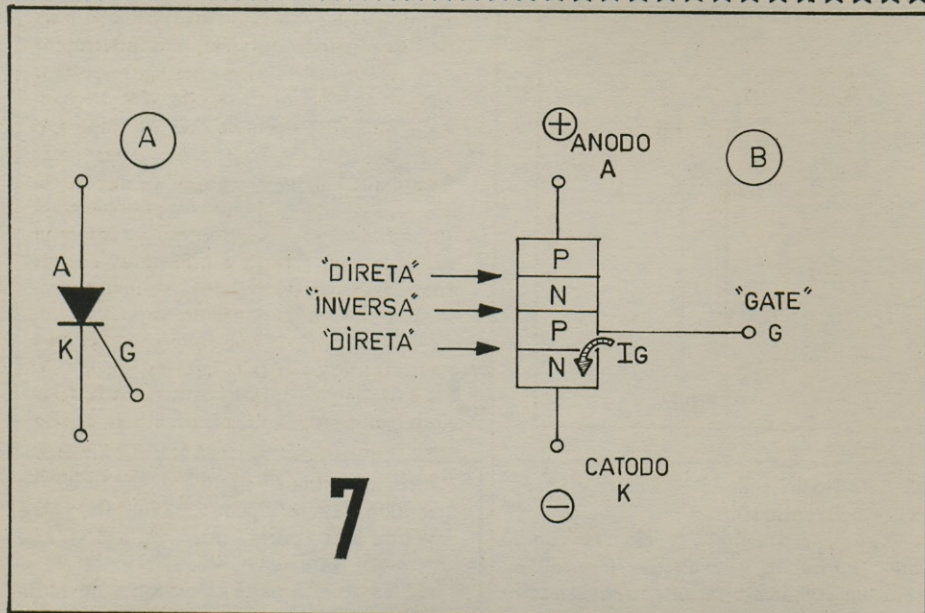 A
A
K
G
7
"DIRETA"
"INVERSA"
"DIRETA"
+
ANODO
A
P
N
P
N
IG
"GATE"
G
CATODO
K
−
B